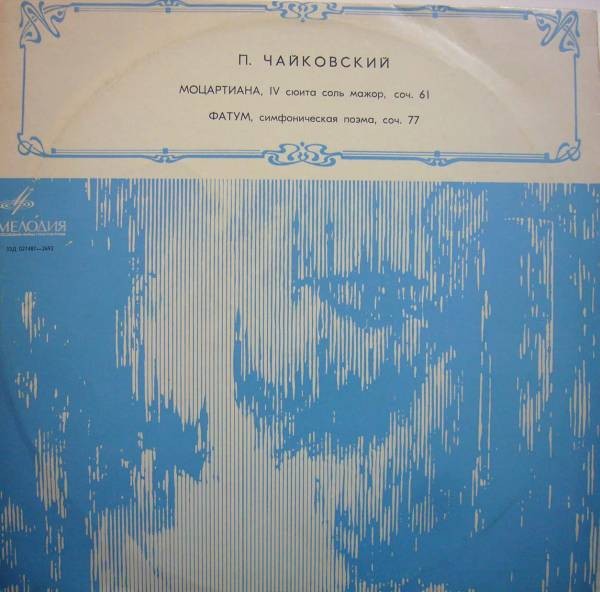 П. ЧАЙКОВСКИЙ
МОЦАРТИАНА, IV сюита соль мажор, соч. 61
ФАТУМ, симфоническая поэма, соч. 77
МЕЛОДИЯ